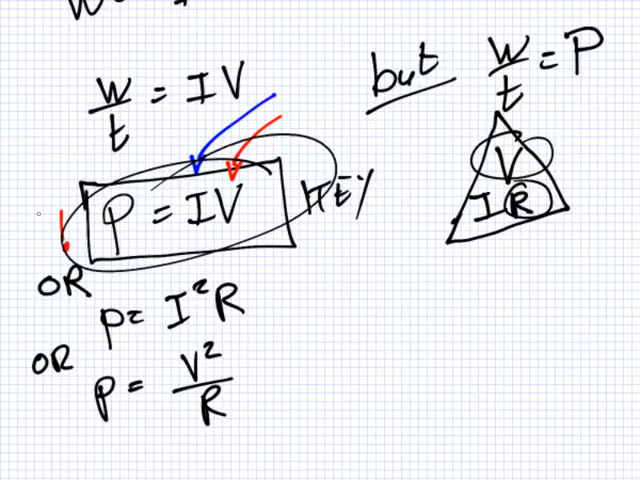 W/t = IV
but W/t = P
P = IV
KEY
V
I R
OR
P = I²R
OR
P = V²/R